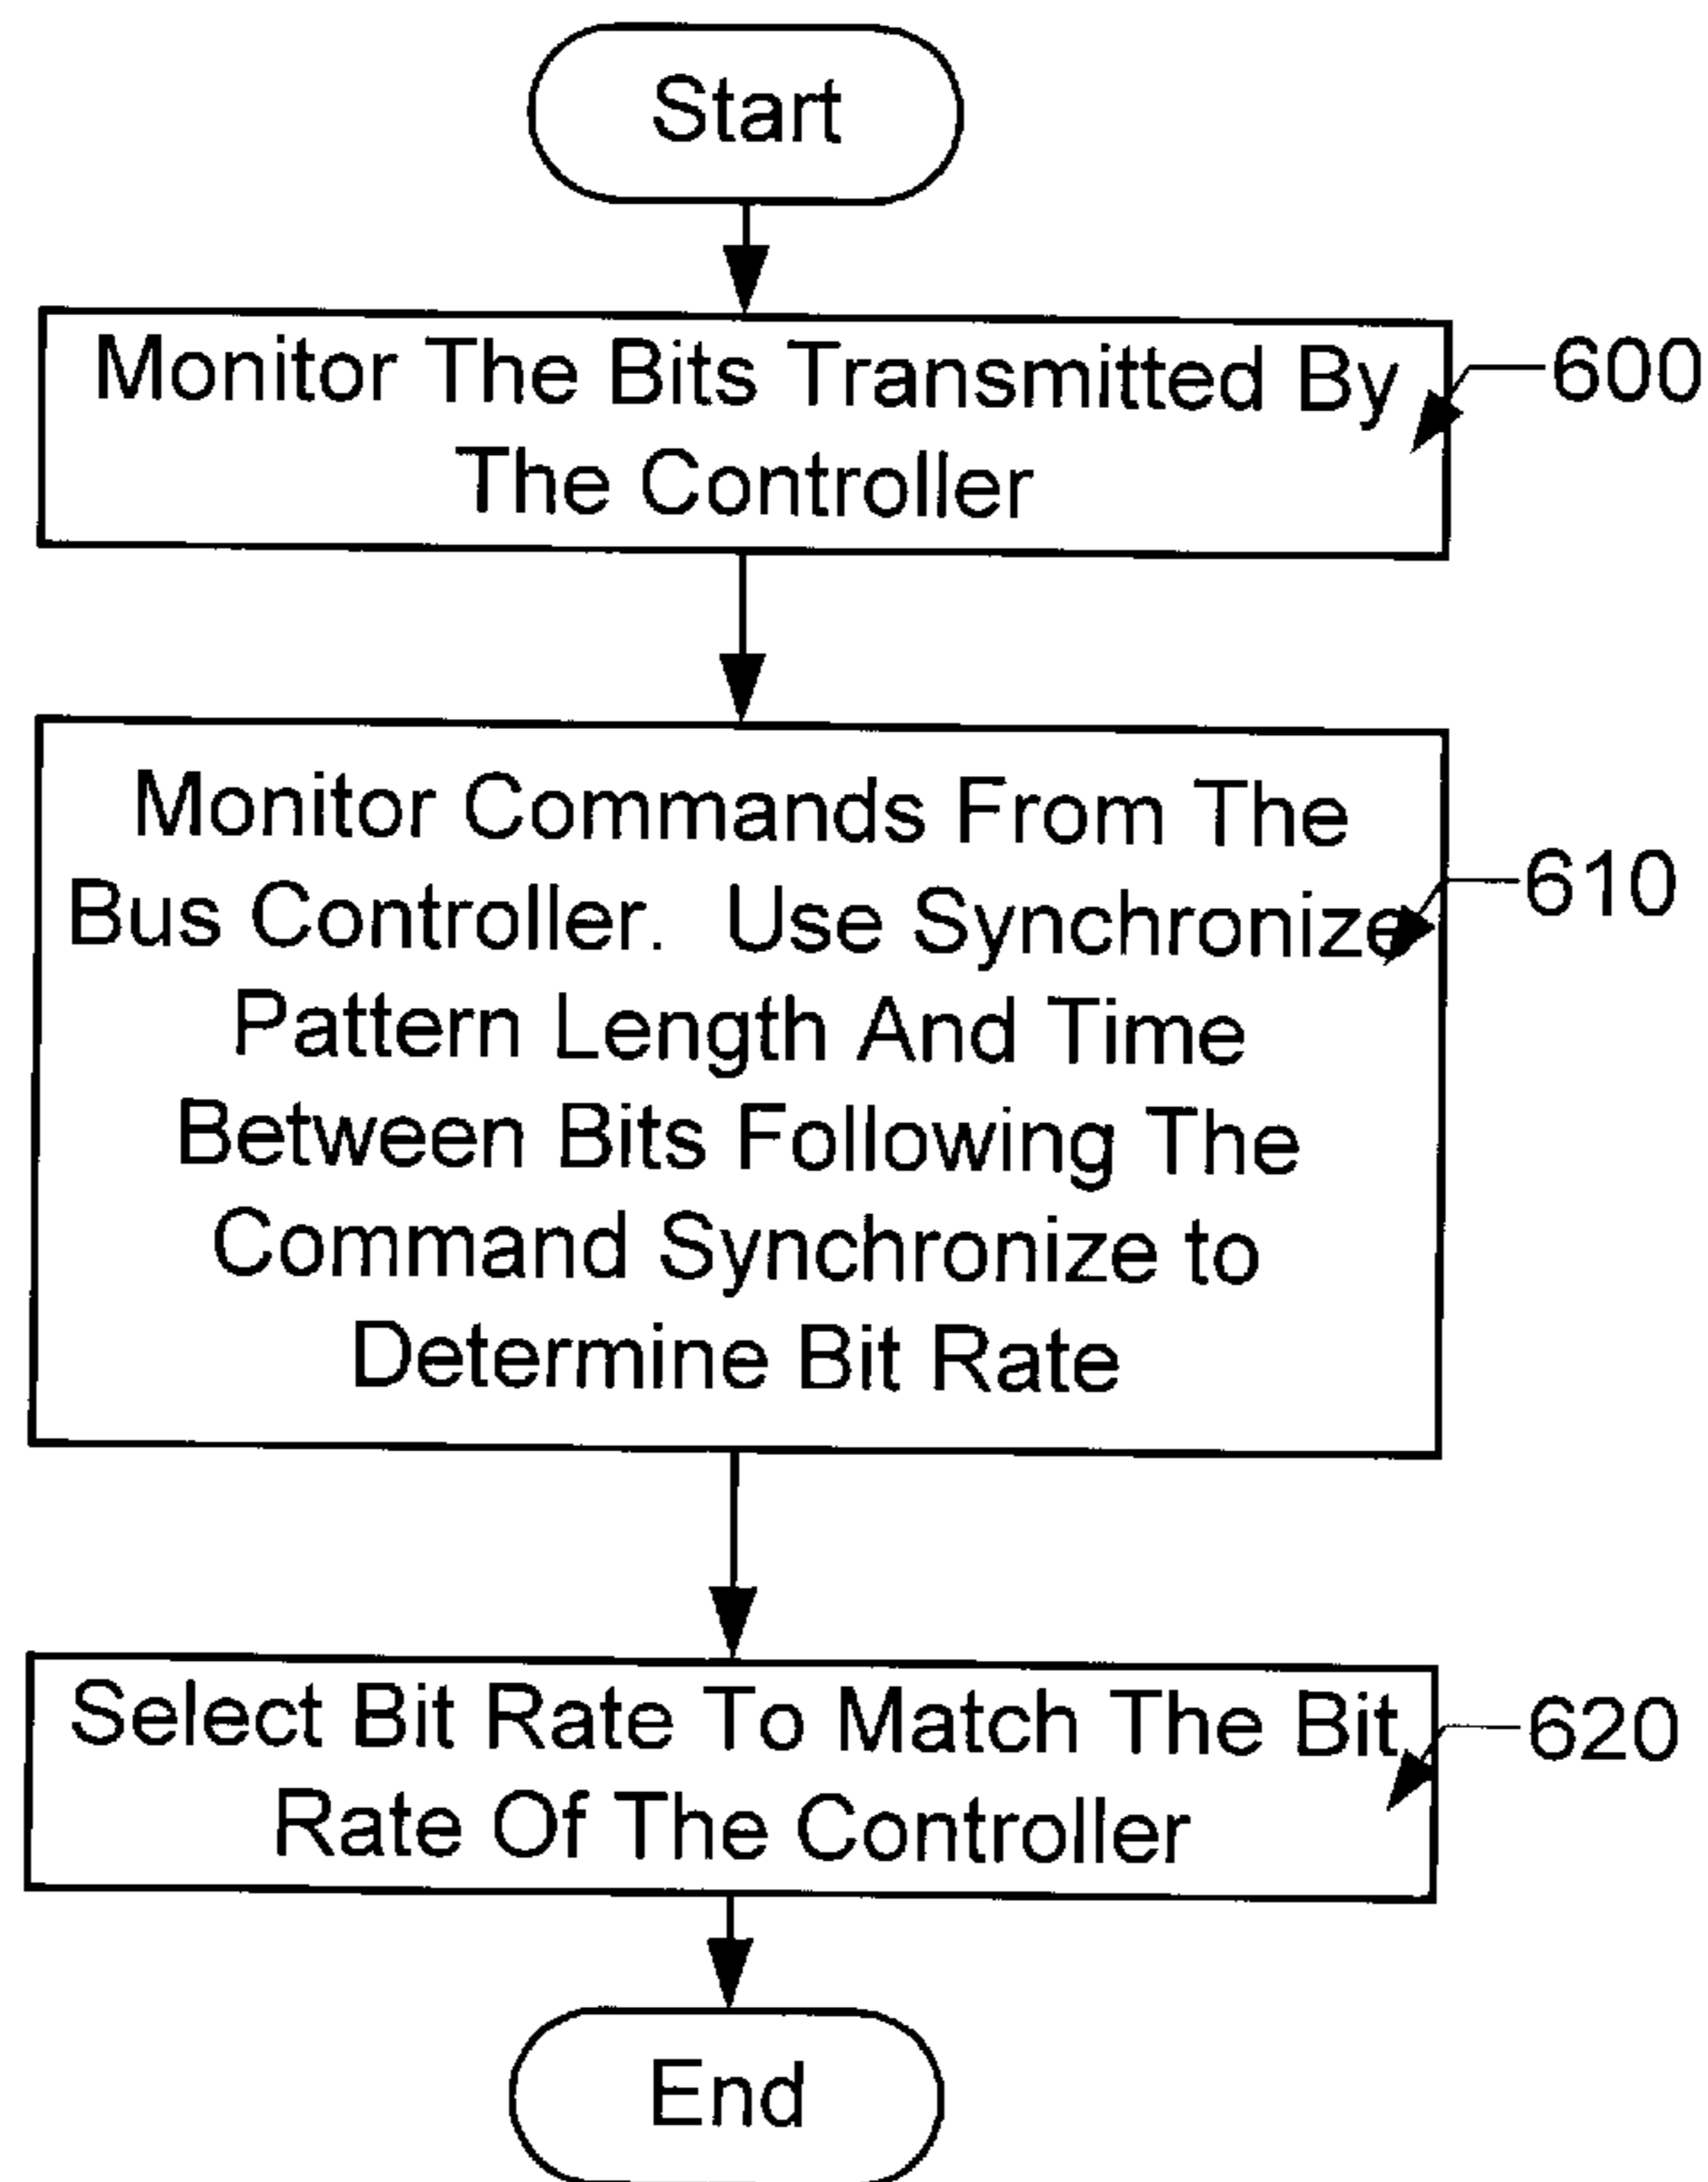 Start
Monitor The Bits Transmitted By
The Controller
600
Monitor Commands From The
Bus Controller.  Use Synchronize
Pattern Length And Time
Between Bits Following The
Command Synchronize to
Determine Bit Rate
610
Select Bit Rate To Match The Bit
Rate Of The Controller
620
End